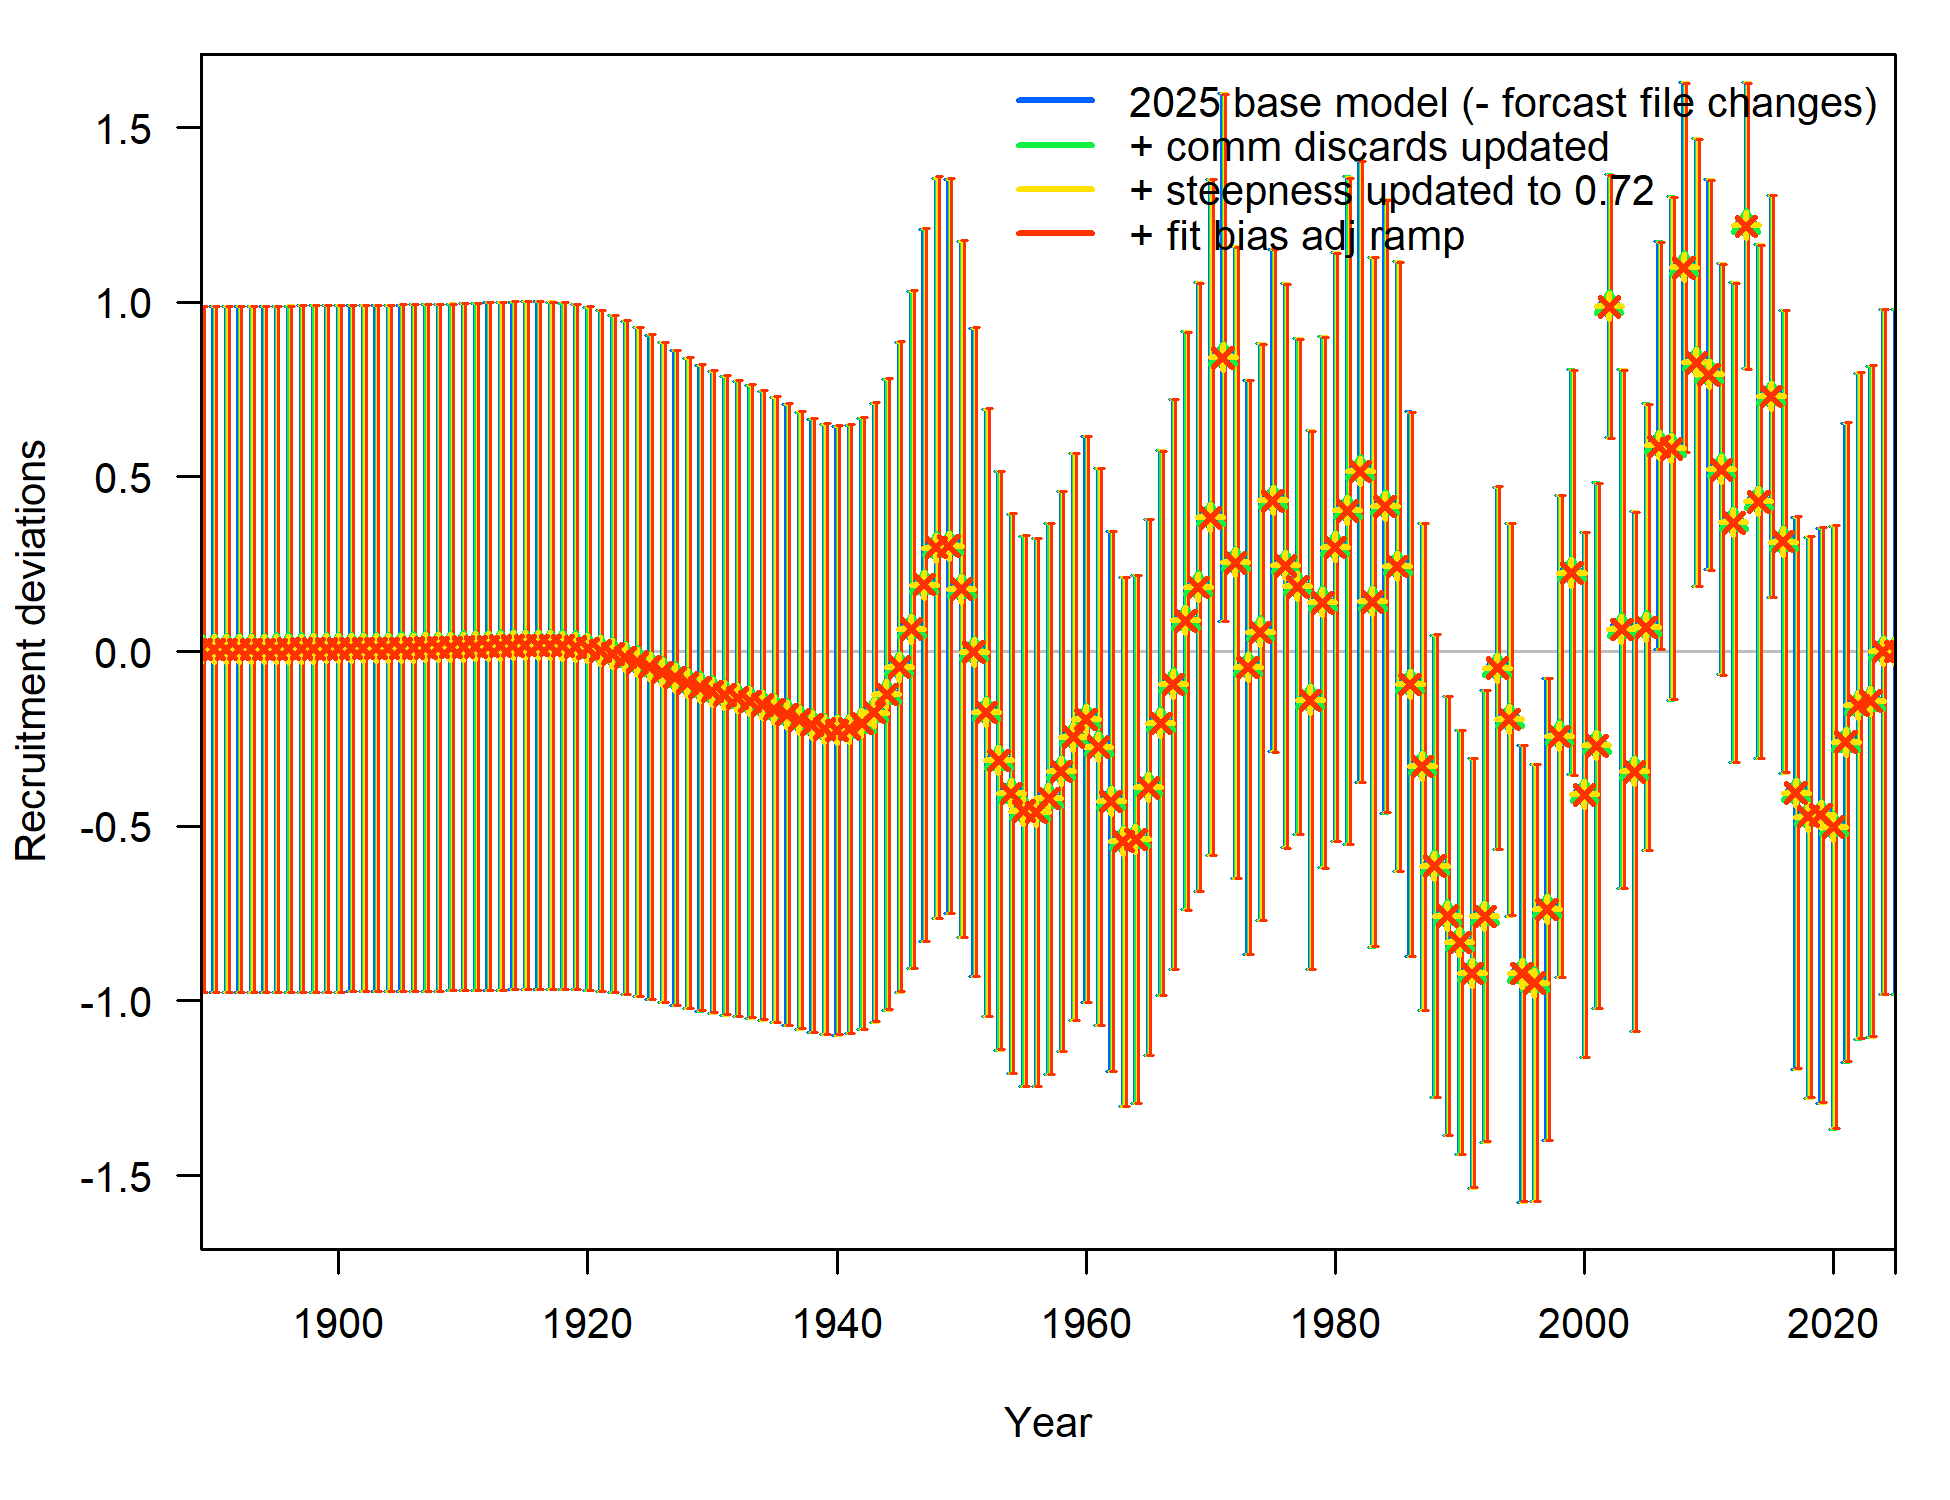 2025 base model (- forcast file changes)
+ comm discards updated
+ steepness updated to 0.72
+ fit bias adj ramp
1.5
1.0
0.5
0.0
-0.5
-1.0
-1.5
Recruitment deviations
1900 1920 1940 1960 1980 2000 2020
Year